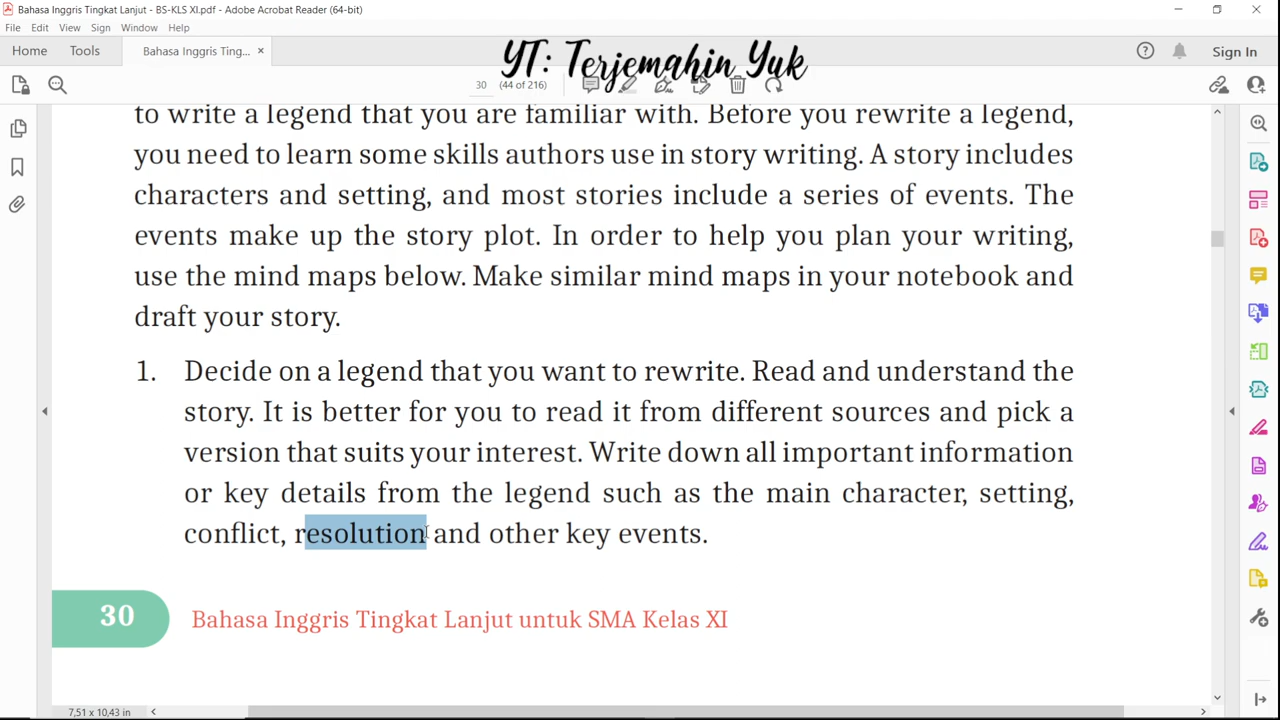 Bahasa Inggris Tingkat Lanjut - BS-KLS XI.pdf - Adobe Acrobat Reader (64-bit)
File Edit View Sign Window Help
Home Tools Bahasa Inggris Ting... × Sign In
YT: Terjemahin Yuk
30 (44 of 216)
to write a legend that you are familiar with. Before you rewrite a legend,
you need to learn some skills authors use in story writing. A story includes
characters and setting, and most stories include a series of events. The
events make up the story plot. In order to help you plan your writing,
use the mind maps below. Make similar mind maps in your notebook and
draft your story.
1. Decide on a legend that you want to rewrite. Read and understand the
story. It is better for you to read it from different sources and pick a
version that suits your interest. Write down all important information
or key details from the legend such as the main character, setting,
conflict, resolution and other key events.
30 Bahasa Inggris Tingkat Lanjut untuk SMA Kelas XI
7,51 x 10,43 in